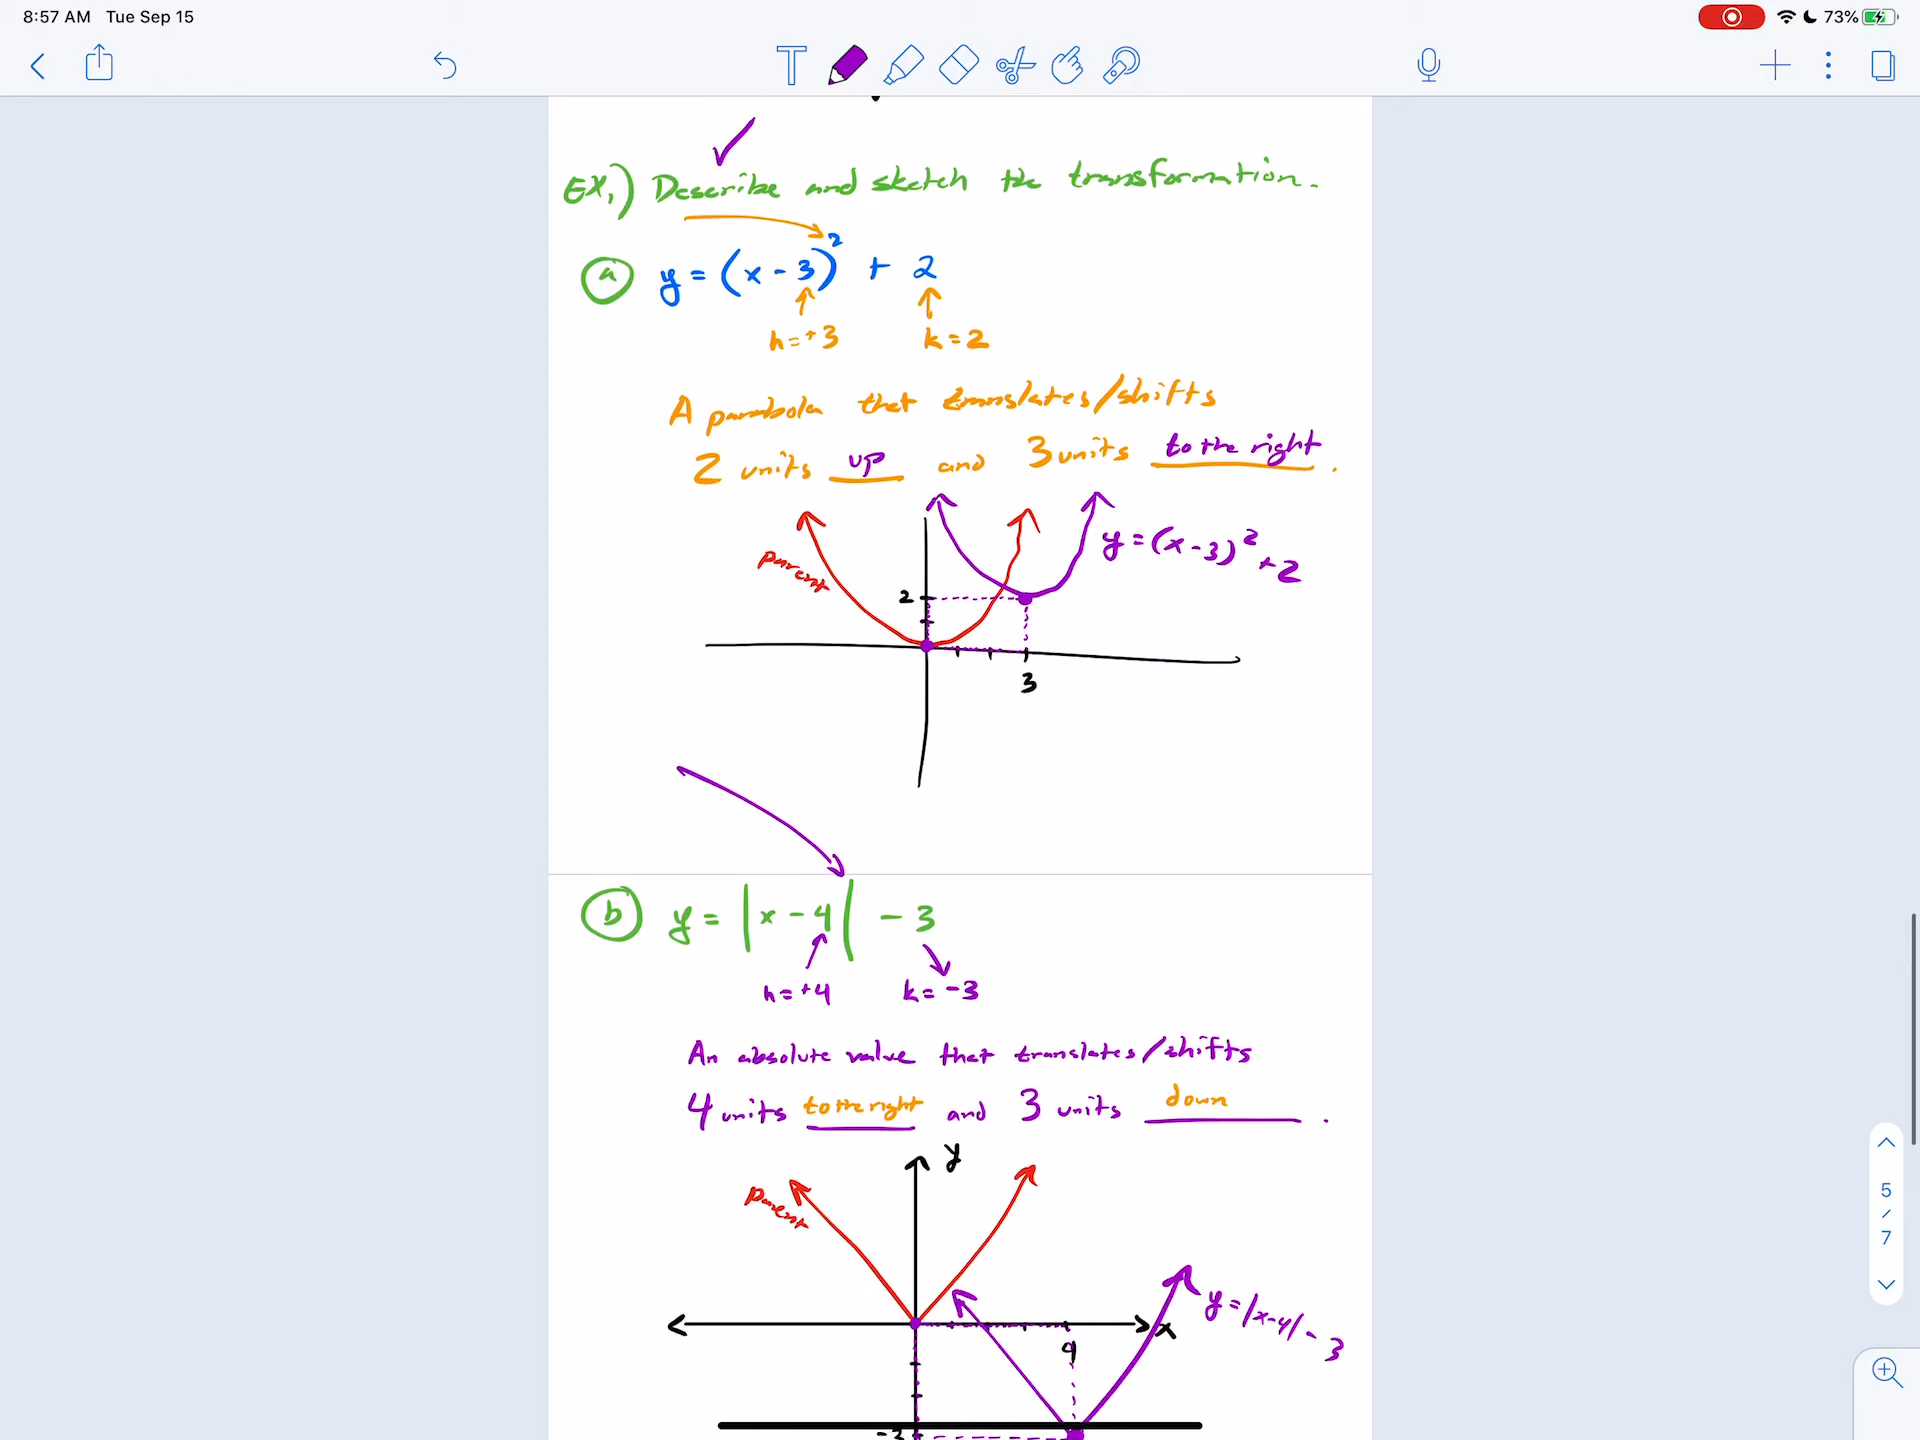 8:57 AM Tue Sep 15
73%
Ex.) Describe and sketch the transformation.
a y = (x - 3)² + 2
h = +3 k = 2
A parabola that translates/shifts
2 units up and 3 units to the right.
parent
y = (x - 3)² + 2
2
3
b y = |x - 4| - 3
h = +4 k = -3
An absolute value that translates/shifts
4 units to the right and 3 units down.
y
parent
y = |x - 4| - 3
x
4
-3
5
/
7